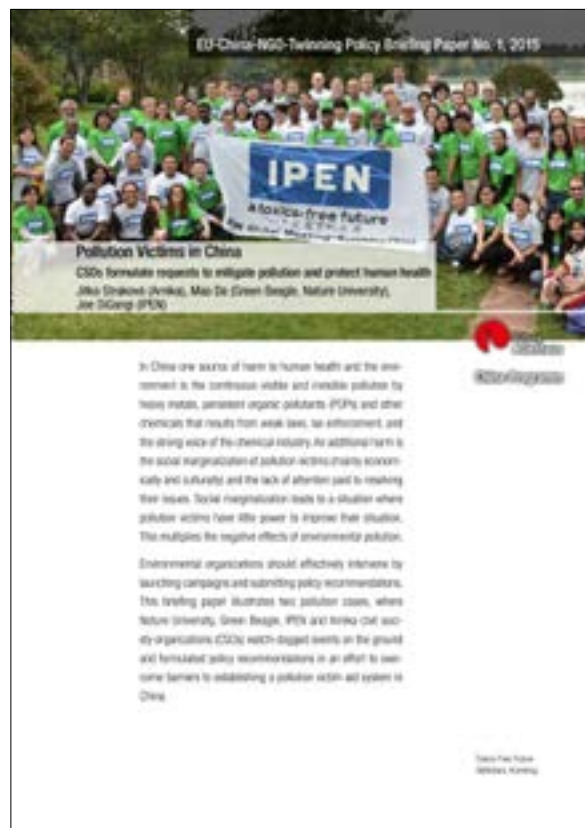 EU-China-NGO-Twinning Policy Briefing Paper No. 1, 2015
IPEN
a toxics-free future
Pollution Victims in China
CSOs formulate requests to mitigate pollution and protect human health
Jitka Straková (Arnika), Mao Da (Green Beagle, Nature University),
Joe DiGangi (IPEN)
China-Programme
In China one source of harm to human health and the envi-
ronment is the continuous visible and invisible pollution by
heavy metals, persistent organic pollutants (POPs) and other
chemicals that results from weak laws, lax enforcement, and
the strong voice of the chemical industry. An additional harm is
the social marginalization of pollution victims (mainly econom-
ically and culturally) and the lack of attention paid to resolving
their issues. Social marginalization leads to a situation where
pollution victims have little power to improve their situation.
This multiplies the negative effects of environmental pollution.
Environmental organizations should effectively intervene by
launching campaigns and submitting policy recommendations.
This briefing paper illustrates two pollution cases, where
Nature University, Green Beagle, IPEN and Arnika civil soci-
ety organizations (CSOs) watch-dogged events on the ground
and formulated policy recommendations in an effort to over-
come barriers to establishing a pollution victim aid system in
China.
Toxics Free Future
Kunming